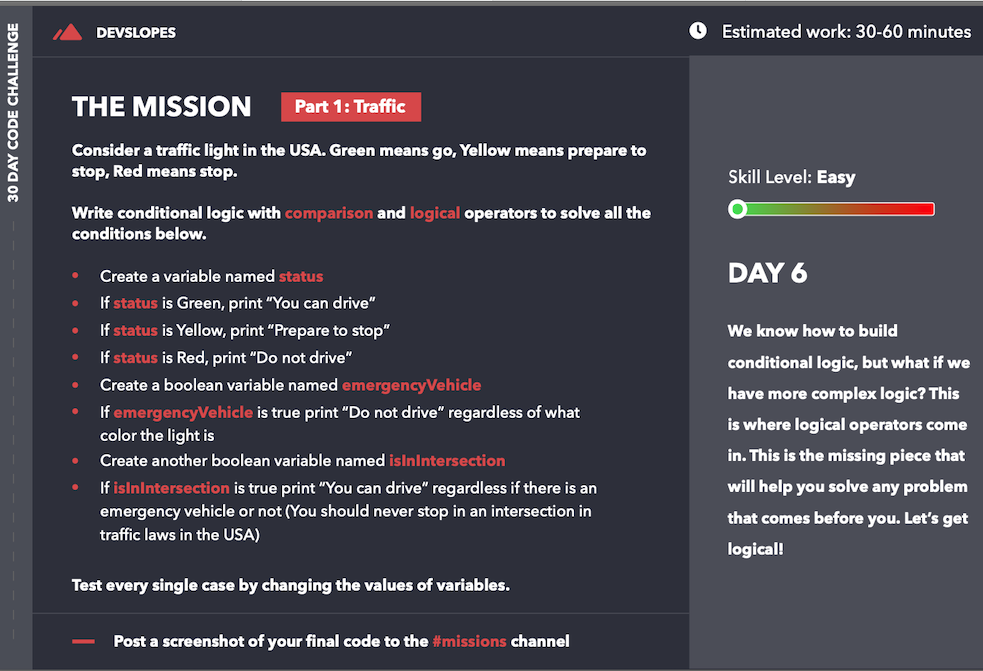 30 DAY CODE CHALLENGE
DEVSLOPES
Estimated work: 30-60 minutes
THE MISSION
Part 1: Traffic
Consider a traffic light in the USA. Green means go, Yellow means prepare to
stop, Red means stop.
Write conditional logic with comparison and logical operators to solve all the
conditions below.
• Create a variable named status
• If status is Green, print “You can drive”
• If status is Yellow, print “Prepare to stop”
• If status is Red, print “Do not drive”
• Create a boolean variable named emergencyVehicle
• If emergencyVehicle is true print “Do not drive” regardless of what
color the light is
• Create another boolean variable named isInIntersection
• If isInIntersection is true print “You can drive” regardless if there is an
emergency vehicle or not (You should never stop in an intersection in
traffic laws in the USA)
Test every single case by changing the values of variables.
Post a screenshot of your final code to the #missions channel
Skill Level: Easy
DAY 6
We know how to build
conditional logic, but what if we
have more complex logic? This
is where logical operators come
in. This is the missing piece that
will help you solve any problem
that comes before you. Let’s get
logical!